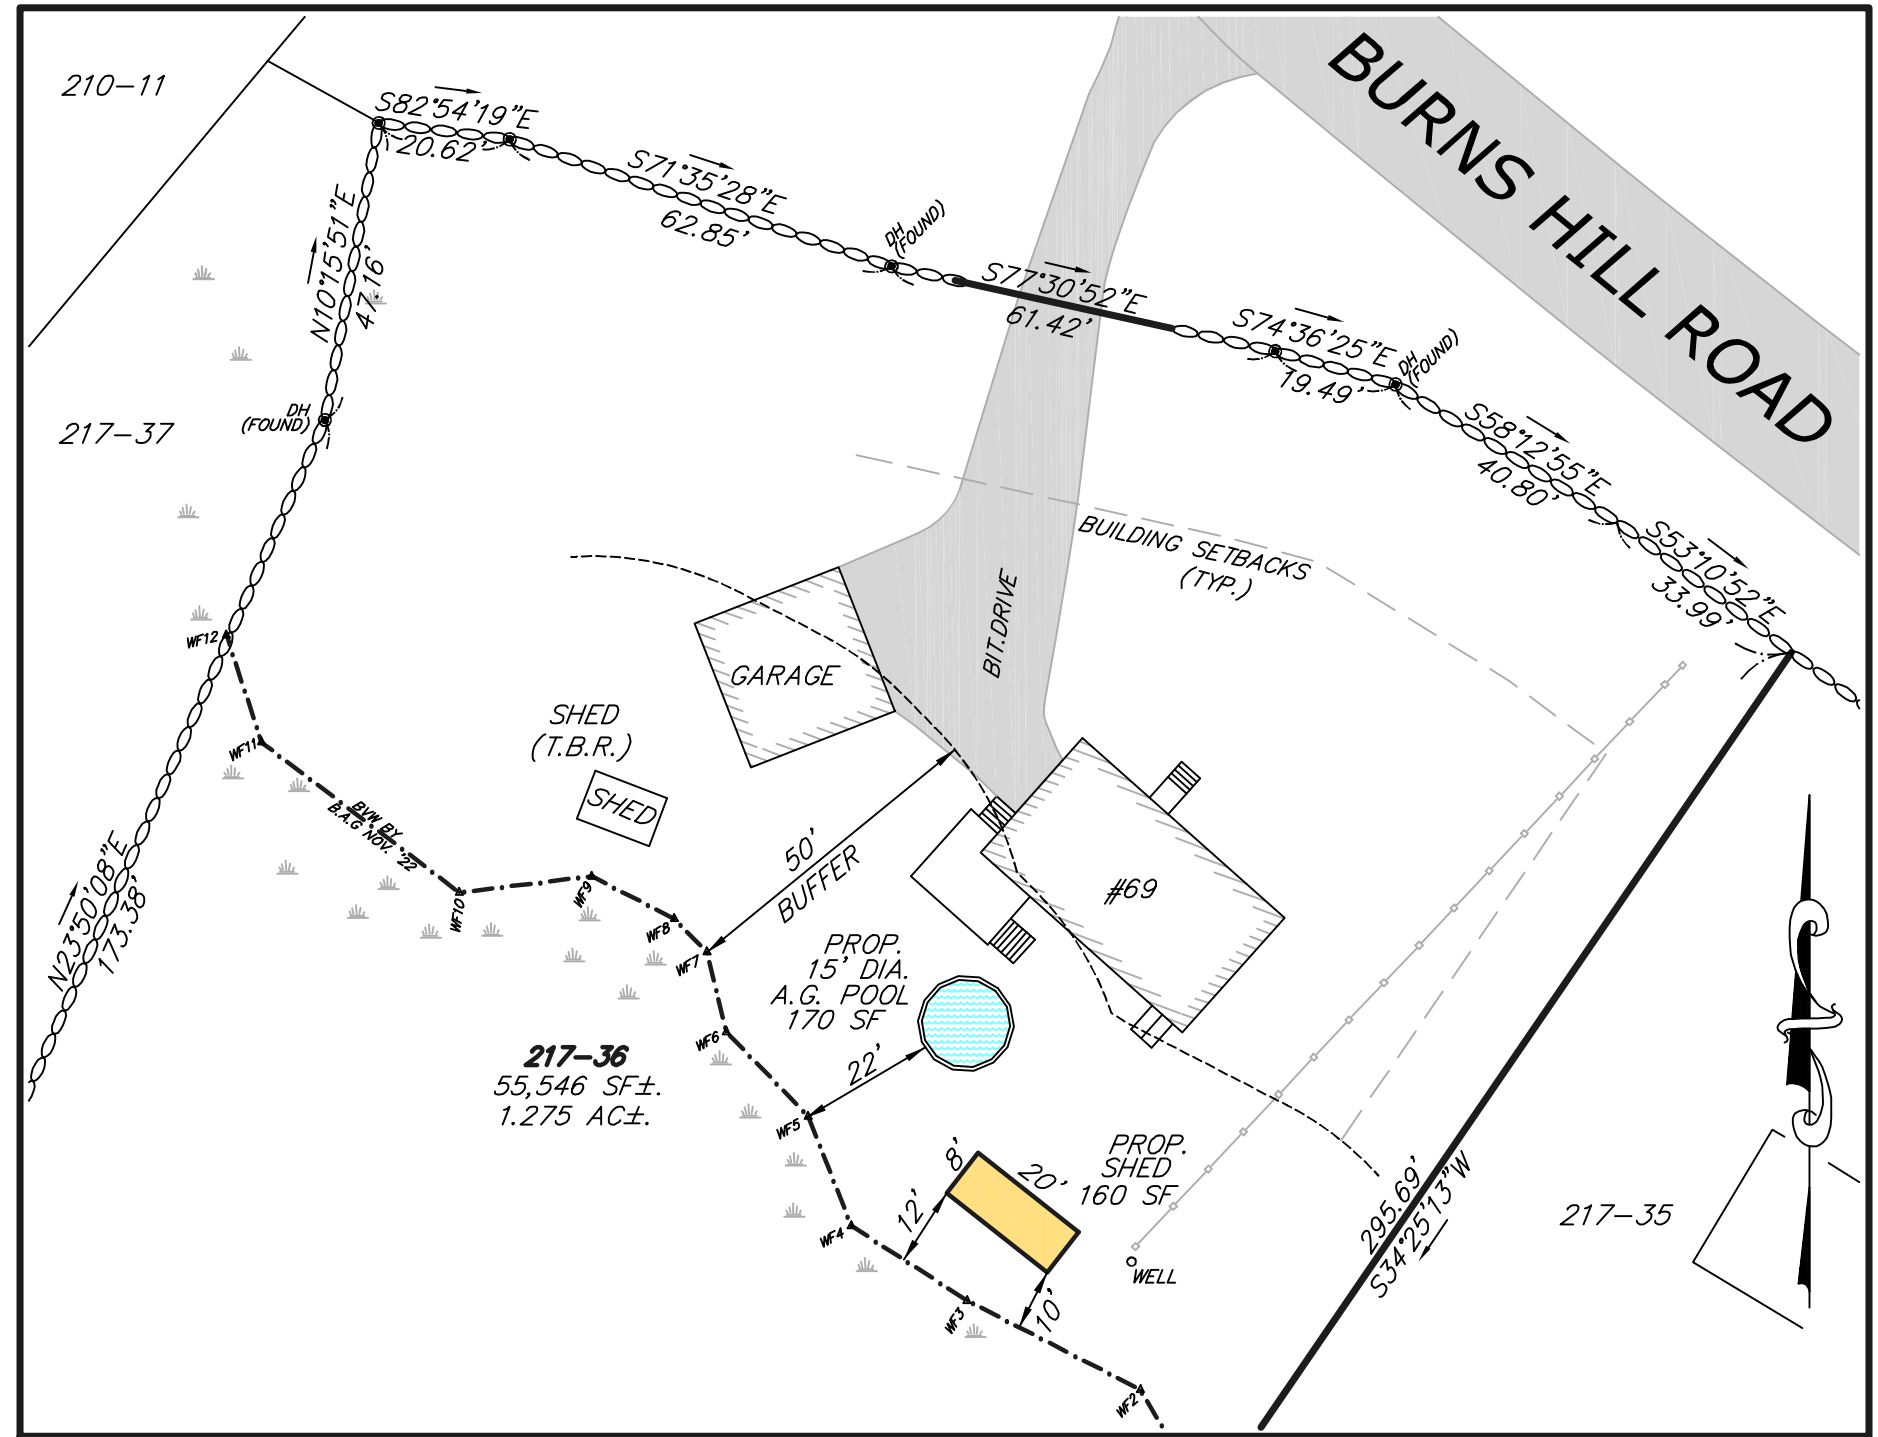 210-11
S82°54'19"E
20.62'
S71°35'28"E
62.85'
DH
(FOUND)
S77°30'52"E
61.42'
S74°36'25"E
19.49'
DH
(FOUND)
S58°12'55"E
40.80'
S53°10'52"E
33.99'
BURNS HILL ROAD
N10°15'51"E
47.16'
DH
(FOUND)
217-37
BUILDING SETBACKS
(TYP.)
BIT.DRIVE
GARAGE
WF12
WF11
SHED
(T.B.R.)
SHED
BVW BY
B.A.G NOV. '22
N23°50'08"E
173.38'
WF10
WF9
WF8
WF7
50'
BUFFER
#69
PROP.
15' DIA.
A.G. POOL
170 SF
WF6
22'
217-36
55,546 SF±.
1.275 AC±.
WF5
WF4
8'
20'
12'
PROP.
SHED
160 SF
10'
WELL
WF3
WF2
295.69'
S34°25'13"W
217-35